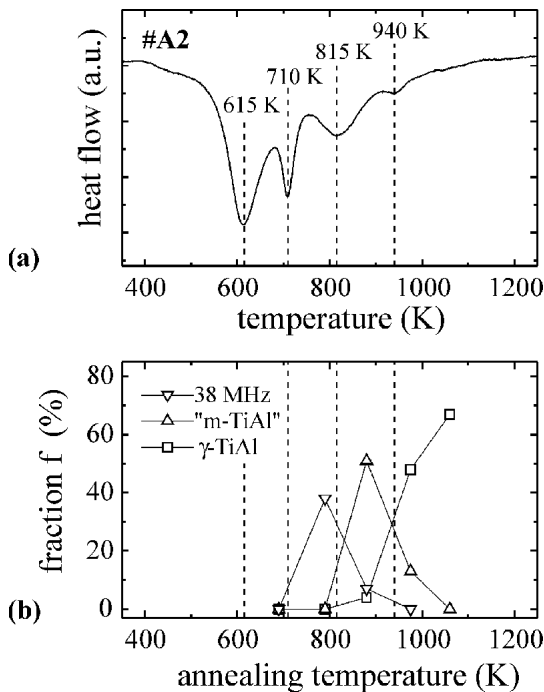 #A2
940 K
815 K
710 K
615 K
heat flow (a.u.)
(a)
400 600 800 1000 1200
temperature (K)
80
60
40
20
0
38 MHz
"m-TiAl"
γ-TiAl
fraction f (%)
(b)
400 600 800 1000 1200
annealing temperature (K)